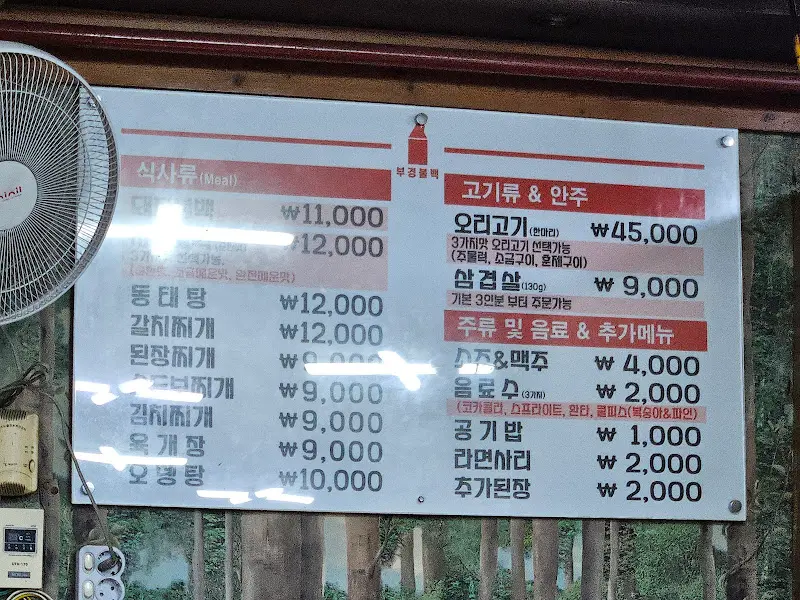 부경불백
식사류 (Meal)
불백 ₩11,000
₩12,000
동태탕 ₩12,000
갈치찌개 ₩12,000
된장찌개 ₩9,000
찌개 ₩9,000
김치찌개 ₩9,000
육개장 ₩9,000
₩10,000
고기류 & 안주
오리고기 (한마리) ₩45,000
3가지맛 오리고기 선택가능
(주물럭, 소금구이, 훈제구이)
삼겹살 (130g) ₩9,000
기본 3인분 부터 주문가능
주류 및 음료 & 추가메뉴
소주&맥주 ₩4,000
음료수 (3가지) ₩2,000
(코카콜라, 스프라이트, 환타, 쿨피스(복숭아&파인)
공기밥 ₩1,000
라면사리 ₩2,000
추가된장 ₩2,000